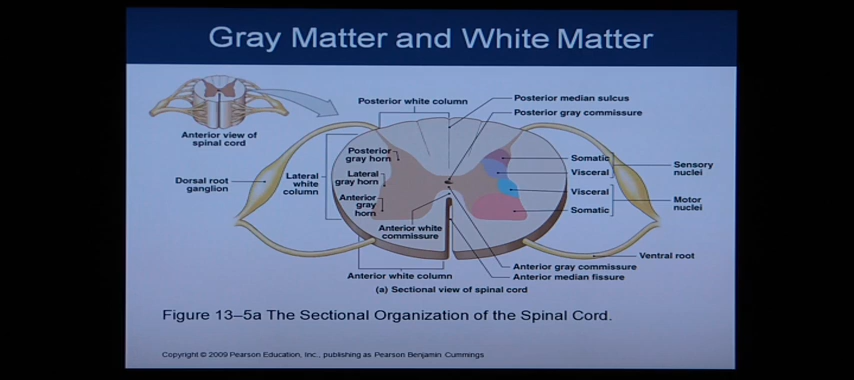 Gray Matter and White Matter
Posterior white column
Posterior median sulcus
Posterior gray commissure
Anterior view of
spinal cord
Posterior
gray horn
Somatic
Visceral
Sensory
nuclei
Dorsal root
ganglion
Lateral
white
column
Lateral
gray horn
Visceral
Somatic
Motor
nuclei
Anterior
gray
horn
Anterior white
commissure
Ventral root
Anterior white column
Anterior gray commissure
Anterior median fissure
(a) Sectional view of spinal cord
Figure 13–5a The Sectional Organization of the Spinal Cord.
Copyright © 2009 Pearson Education, Inc., publishing as Pearson Benjamin Cummings